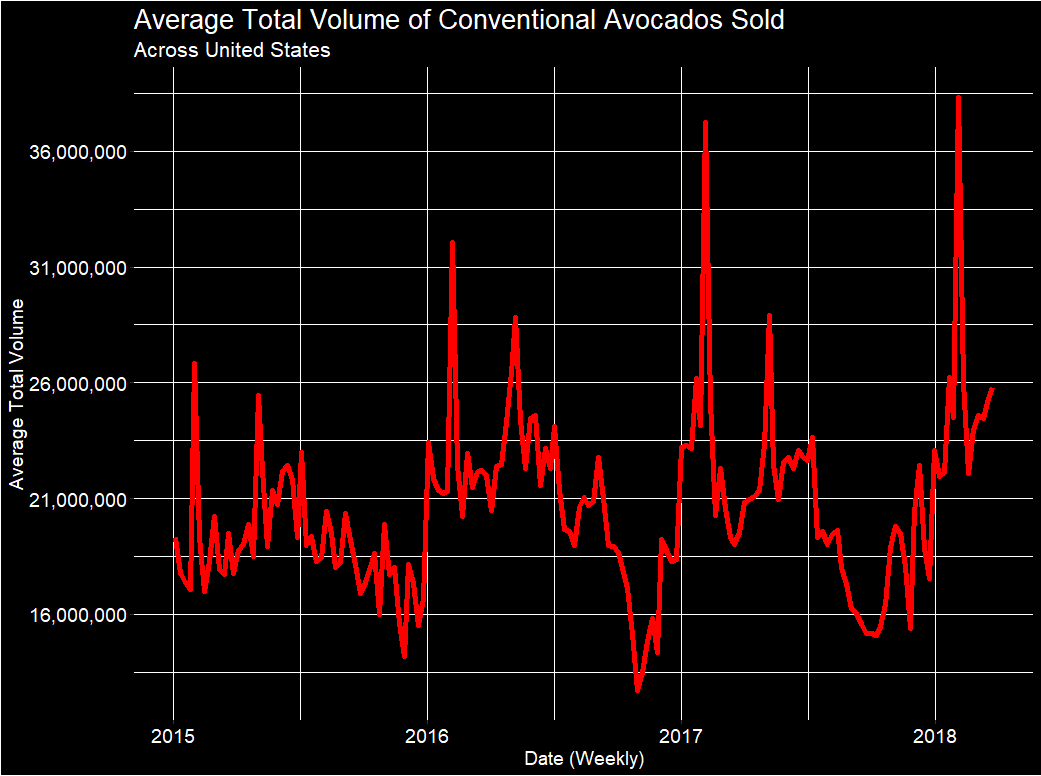 Average Total Volume of Conventional Avocados Sold
Across United States
Average Total Volume
36,000,000
31,000,000
26,000,000
21,000,000
16,000,000
2015
2016
2017
2018
Date (Weekly)